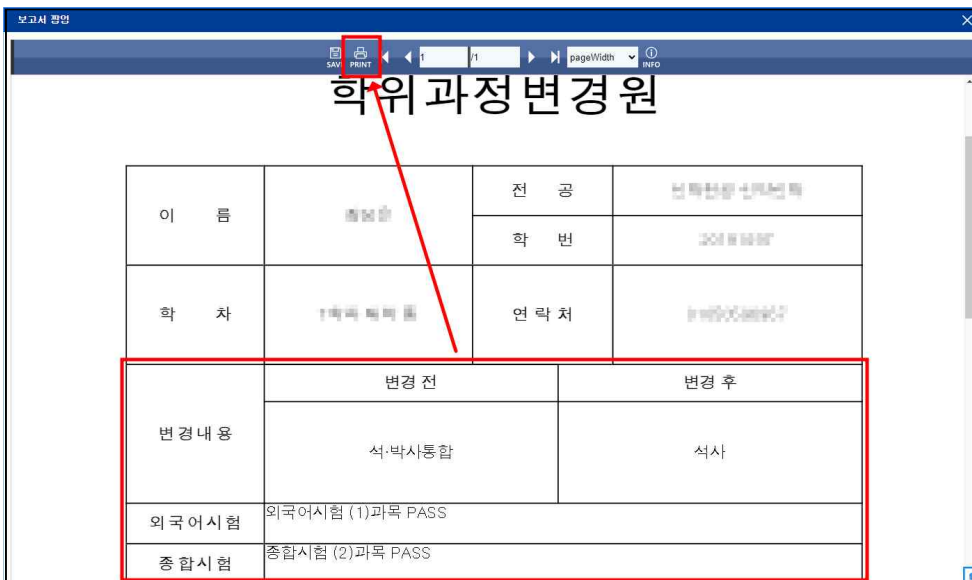 보고서 팝업
SAVE PRINT 1 /1 pageWidth INFO
학위과정변경원
이 름
전 공
학 번
학 차
연락처
변경내용
변경 전
변경 후
석·박사통합
석사
외국어시험
외국어시험 (1)과목 PASS
종합시험
종합시험 (2)과목 PASS